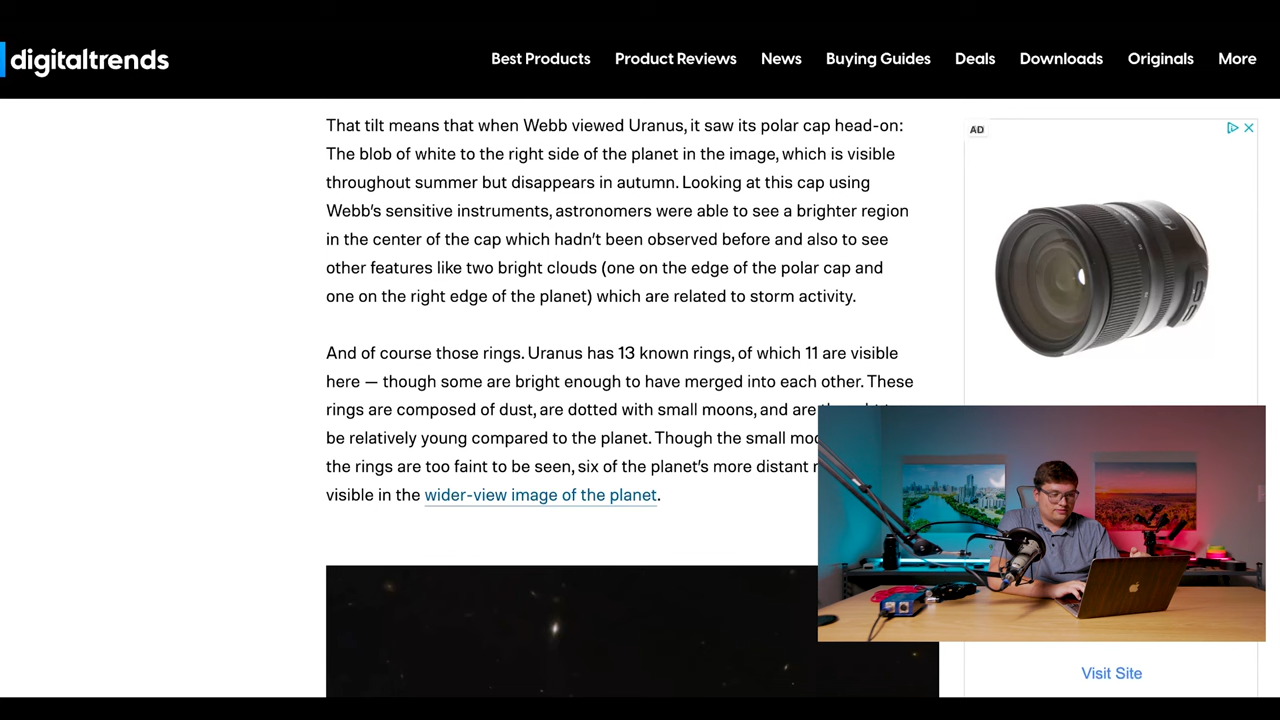 digitaltrends
Best Products Product Reviews News Buying Guides Deals Downloads Originals More
That tilt means that when Webb viewed Uranus, it saw its polar cap head-on:
The blob of white to the right side of the planet in the image, which is visible
throughout summer but disappears in autumn. Looking at this cap using
Webb's sensitive instruments, astronomers were able to see a brighter region
in the center of the cap which hadn't been observed before and also to see
other features like two bright clouds (one on the edge of the polar cap and
one on the right edge of the planet) which are related to storm activity.
And of course those rings. Uranus has 13 known rings, of which 11 are visible
here — though some are bright enough to have merged into each other. These
rings are composed of dust, are dotted with small moons, and are
be relatively young compared to the planet. Though the small
the rings are too faint to be seen, six of the planet's more distant
visible in the wider-view image of the planet.
AD
Visit Site